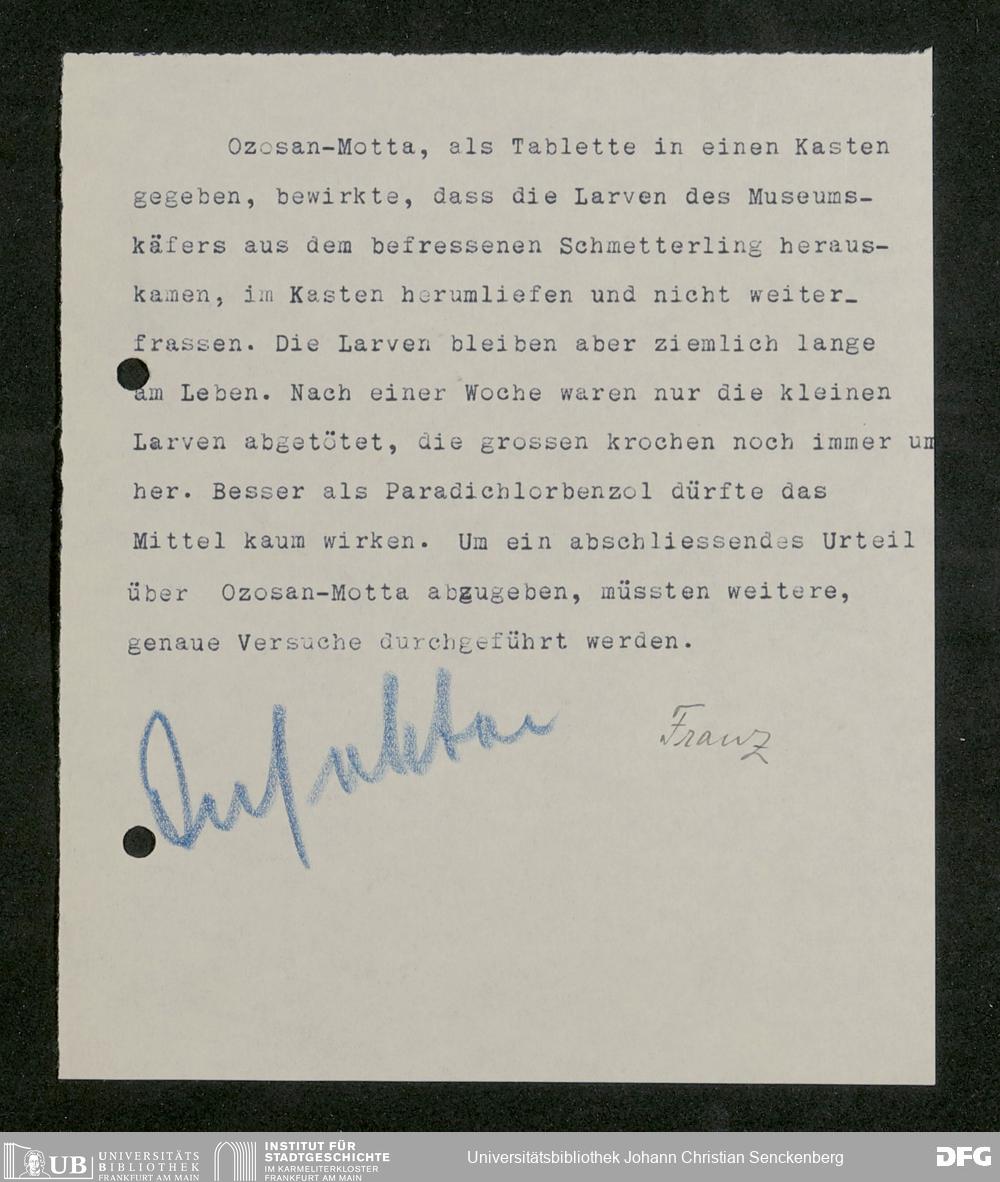 Ozosan-Motta, als Tablette in einen Kasten
gegeben, bewirkte, dass die Larven des Museums-
käfers aus dem befressenen Schmetterling heraus-
kamen, im Kasten herumliefen und nicht weiter_
frassen. Die Larven bleiben aber ziemlich lange
am Leben. Nach einer Woche waren nur die kleinen
Larven abgetötet, die grossen krochen noch immer um
her. Besser als Paradichlorbenzol dürfte das
Mittel kaum wirken. Um ein abschliessendes Urteil
über Ozosan-Motta abzugeben, müssten weitere,
genaue Versuche durchgeführt werden.
Franz
UB UNIVERSITÄTS
BIBLIOTHEK
FRANKFURT AM MAIN
INSTITUT FÜR
STADTGESCHICHTE
IM KARMELITERKLOSTER
FRANKFURT AM MAIN
Universitätsbibliothek Johann Christian Senckenberg
DFG